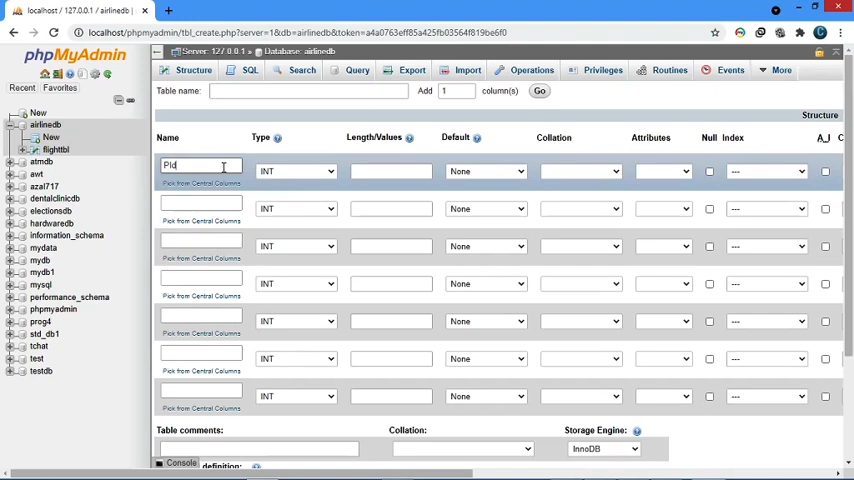 localhost / 127.0.0.1 / airlinedb
localhost/phpmyadmin/tbl_create.php?server=1&db=airlinedb&token=a4a0763eff85a425fb03564f819be6f0
phpMyAdmin
Recent Favorites
New
airlinedb
New
flighttbl
atmdb
awt
azal717
dentalclinicdb
electionsdb
hardwaredb
information_schema
mydata
mydb
mydb1
mysql
performance_schema
phpmyadmin
prog4
std_db1
tchat
test
testdb
Server: 127.0.0.1 » Database: airlinedb
Structure SQL Search Query Export Import Operations Privileges Routines Events More
Table name: Add 1 column(s) Go
Structure
Name Type Length/Values Default Collation Attributes Null Index A_I C
PId INT None ---
Pick from Central Columns
INT None ---
Pick from Central Columns
INT None ---
Pick from Central Columns
INT None ---
Pick from Central Columns
INT None ---
Pick from Central Columns
INT None ---
Pick from Central Columns
INT None ---
Pick from Central Columns
Table comments: Collation: Storage Engine:
InnoDB
Console definition: